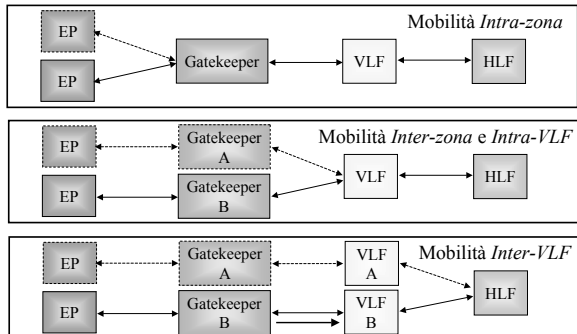 Mobilità Intra-zona
EP
EP
Gatekeeper
VLF
HLF
Mobilità Inter-zona e Intra-VLF
EP
Gatekeeper
A
EP
Gatekeeper
B
VLF
HLF
Mobilità Inter-VLF
EP
Gatekeeper
A
VLF
A
EP
Gatekeeper
B
VLF
B
HLF